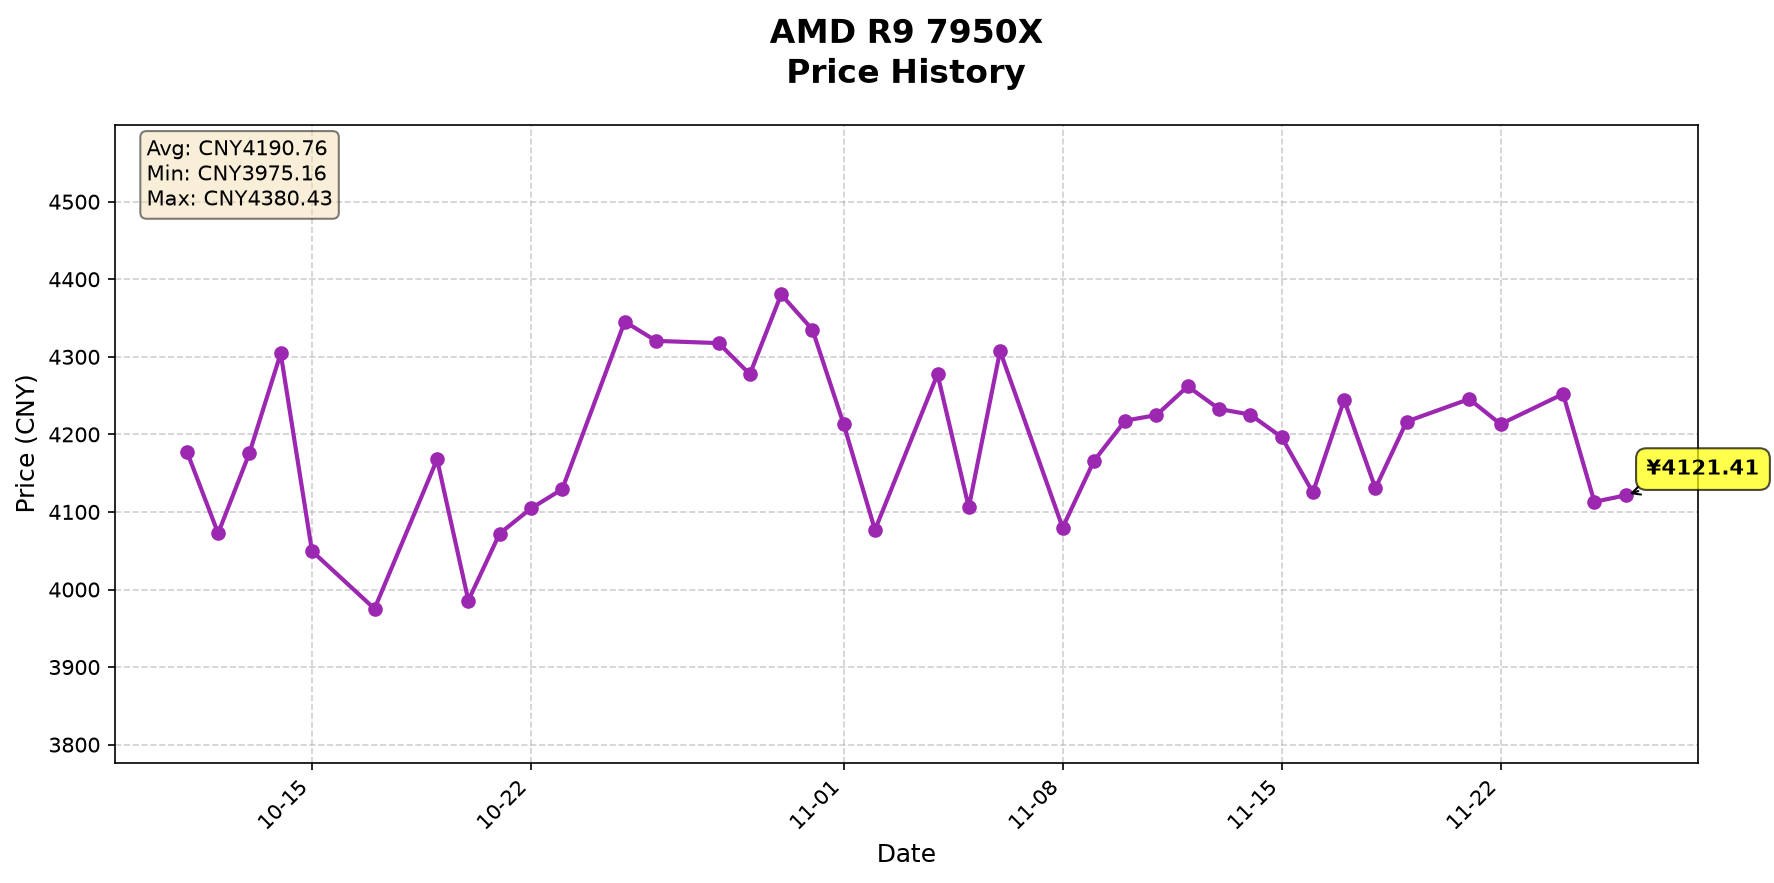 AMD R9 7950X
Price History
Avg: CNY4190.76
Min: CNY3975.16
Max: CNY4380.43
4500
4400
4300
4200
4100
4000
3900
3800
Price (CNY)
¥4121.41
10-15
10-22
11-01
11-08
11-15
11-22
Date